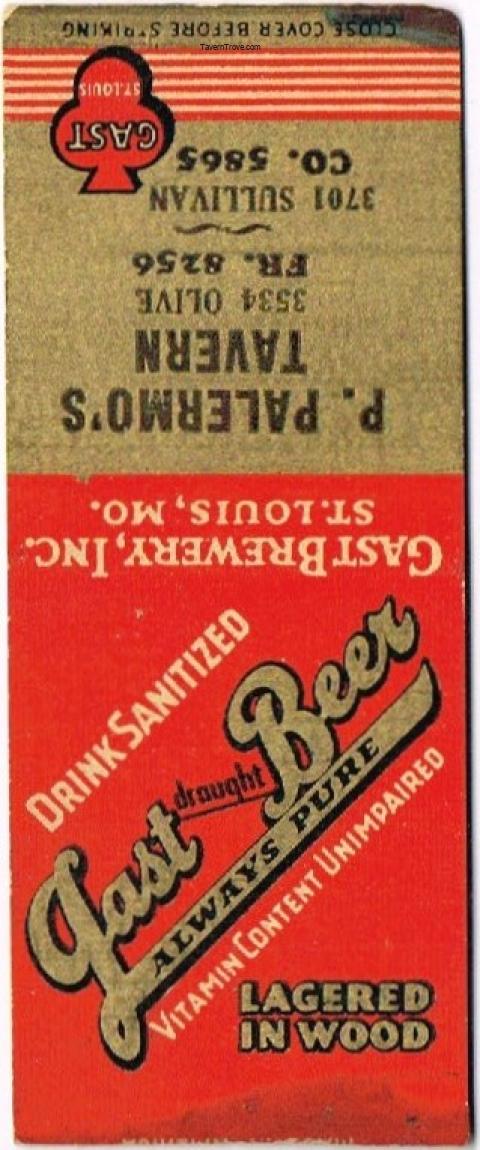 CLOSE COVER BEFORE STRIKING
TavernTrove.com
ST. LOUIS
GAST
CO. 5865
3701 SULLIVAN
FR. 8256
3534 OLIVE
TAVERN
P. PALERMO'S
ST. LOUIS, MO.
GAST BREWERY, INC.
DRINK SANITIZED
Gast draught Beer
ALWAYS PURE
VITAMIN CONTENT UNIMPAIRED
LAGERED
IN WOOD